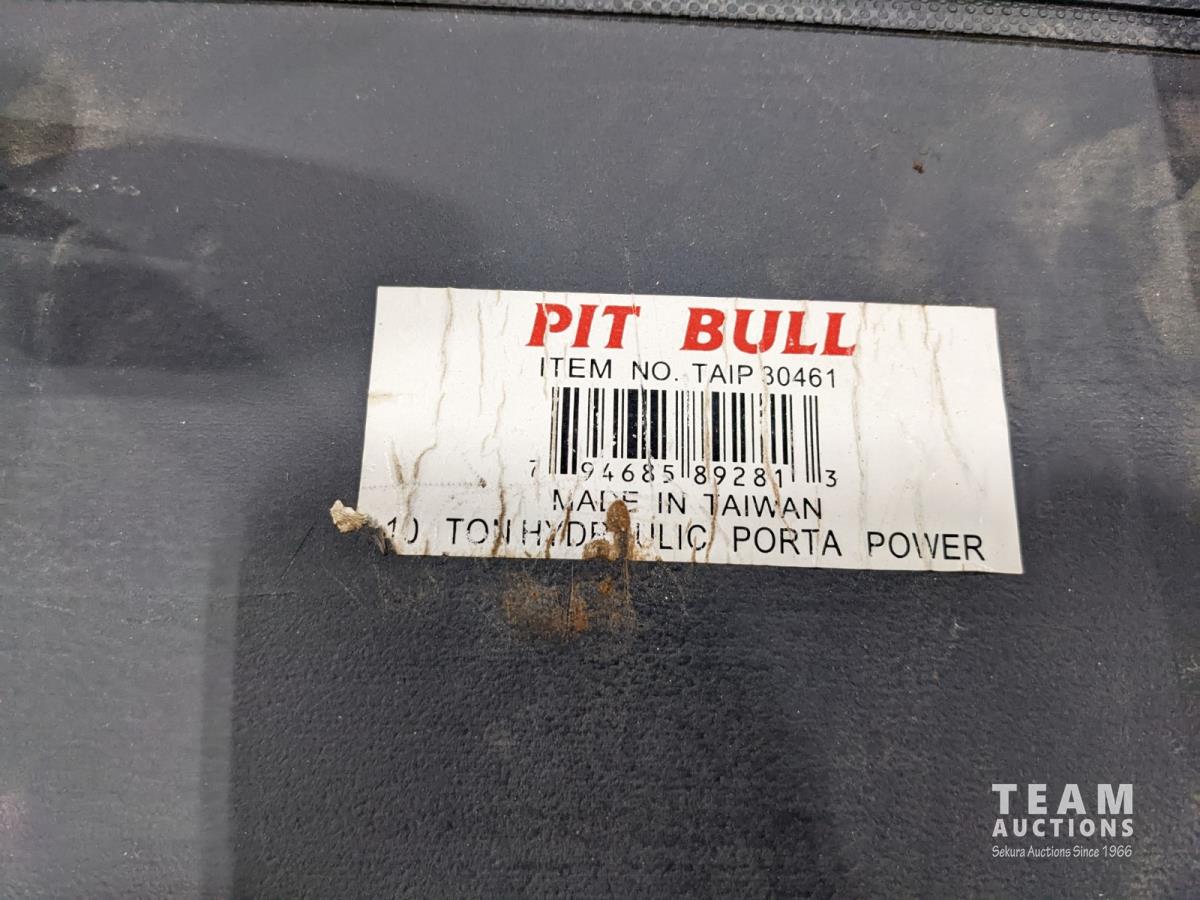 PIT BULL
ITEM NO. TAIP 30461
7 94685 89281 3
MADE IN TAIWAN
10 TON HYDRAULIC PORTA POWER
TEAM
AUCTIONS
Sekura Auctions Since 1966